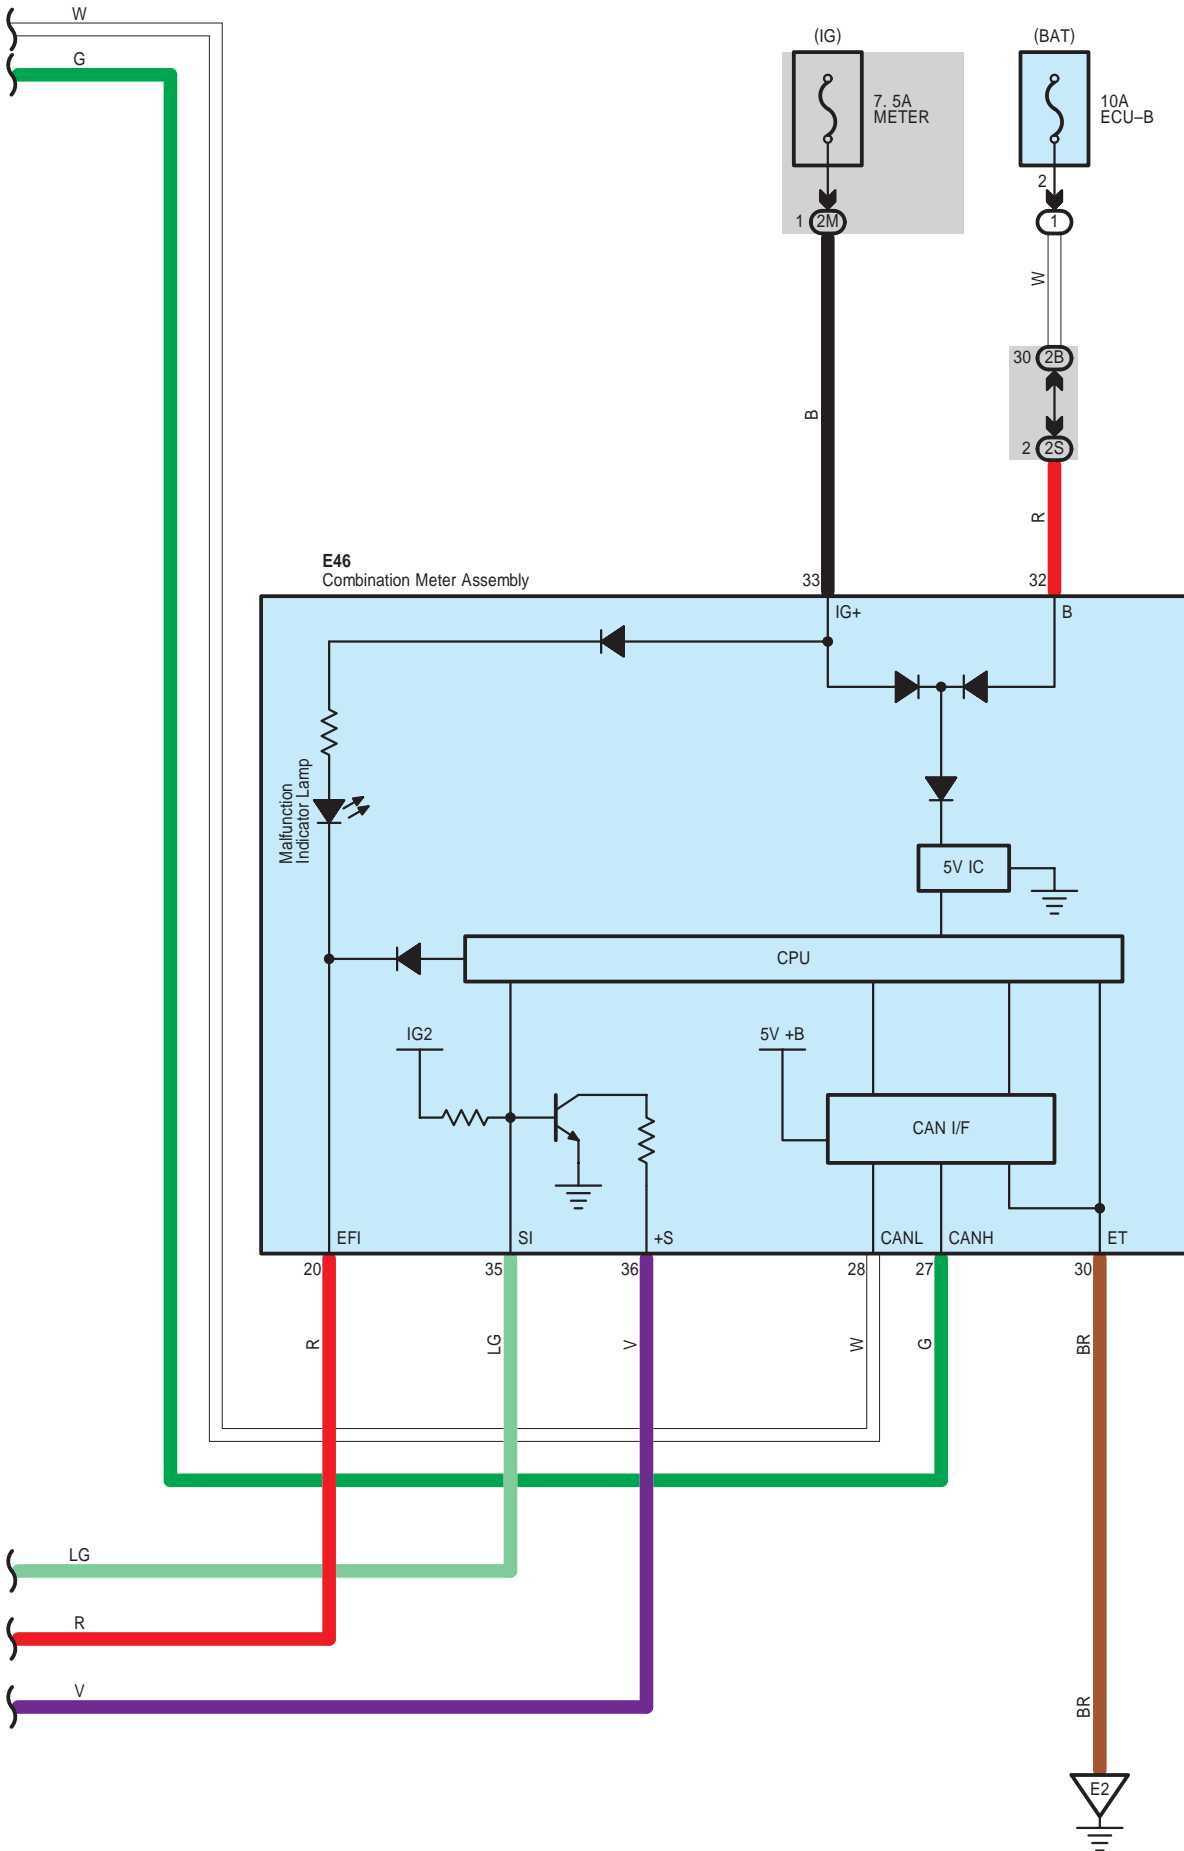 W
G
(IG)
(BAT)
7. 5A
METER
10A
ECU–B
2
1 2M
1
W
30 2B
B
2 2S
R
E46
Combination Meter Assembly
33
32
IG+
B
Malfunction
Indicator Lamp
5V IC
CPU
IG2
5V +B
CAN I/F
EFI
SI
+S
CANL
CANH
ET
20
35
36
28
27
30
R
LG
V
W
G
BR
LG
R
V
BR
E2